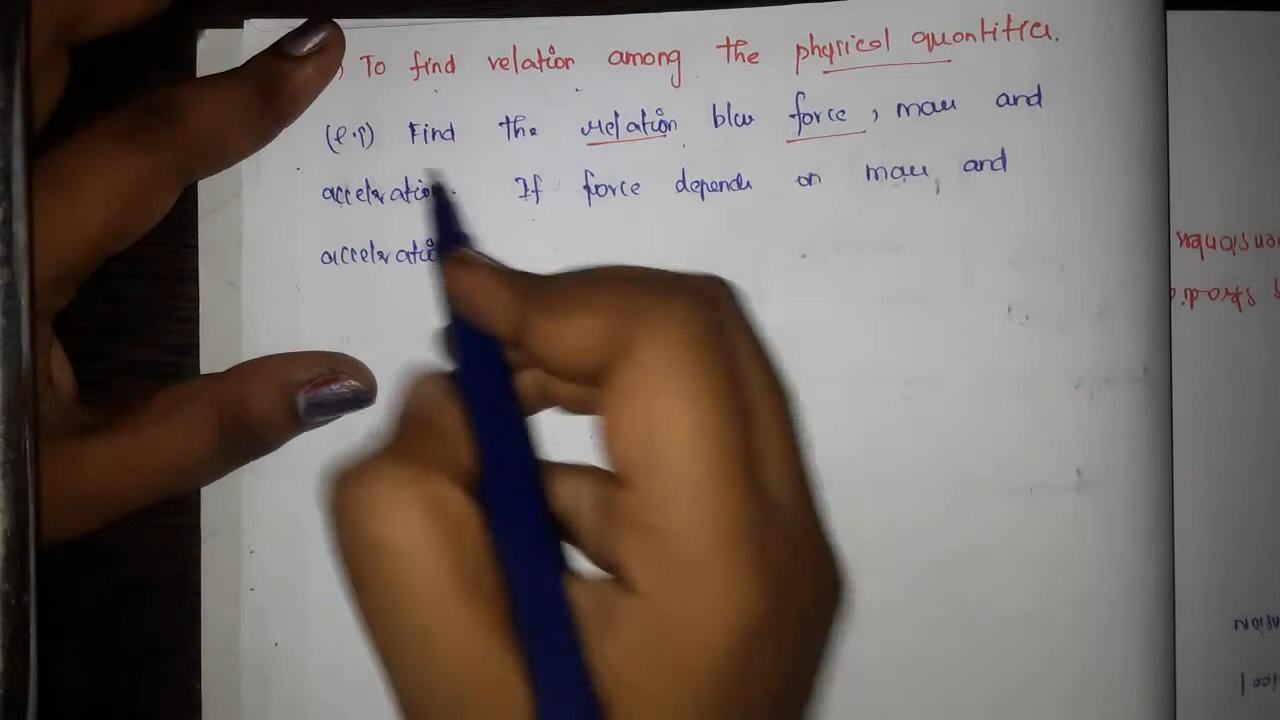 To find relation among the physical quantities.
(e.g) Find the relation b/w force, mass and
acceleration. If force depends on mass and
acceleration